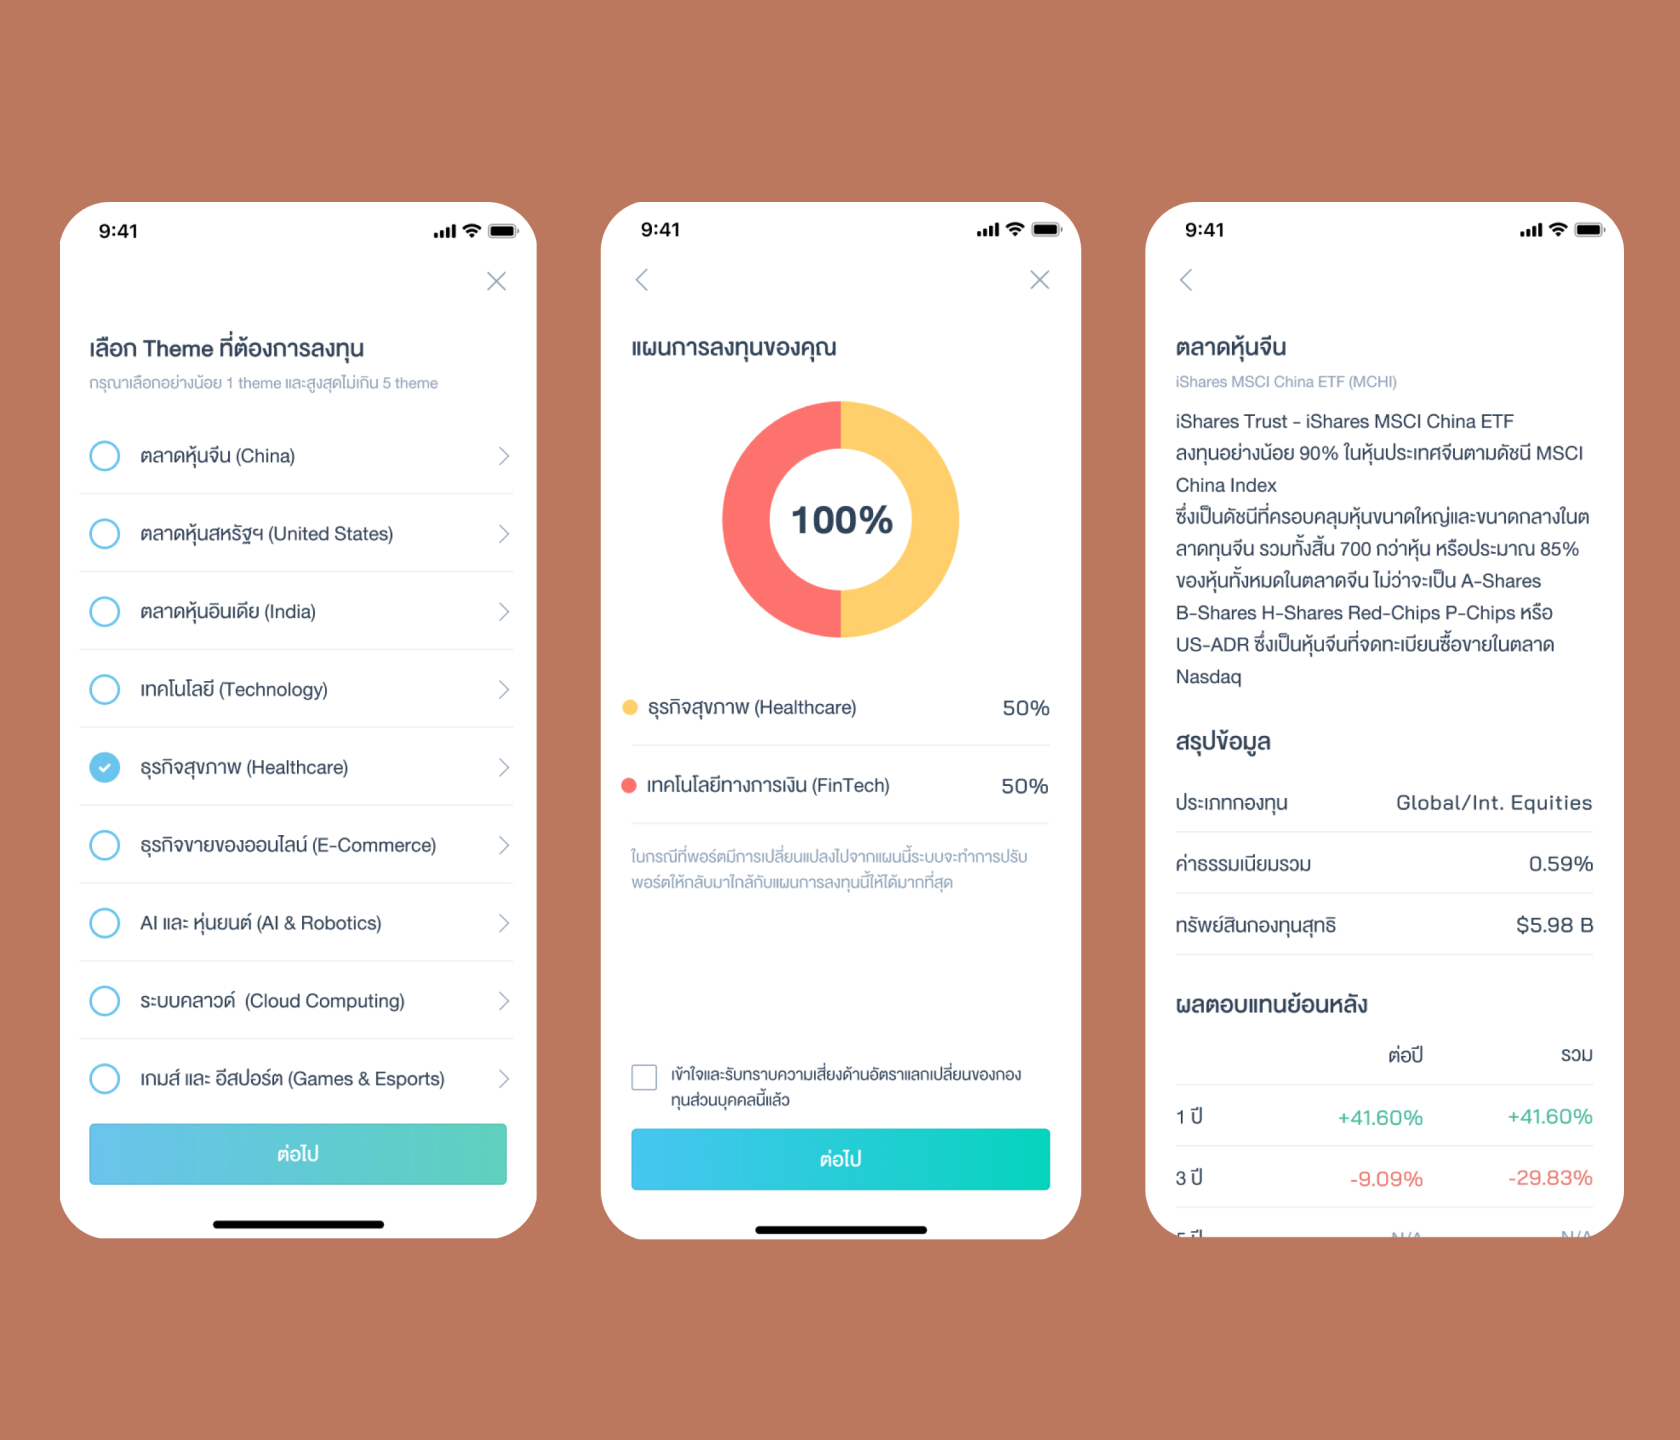 9:41
เลือก Theme ที่ต้องการลงทุน
กรุณาเลือกอย่างน้อย 1 theme และสูงสุดไม่เกิน 5 theme
ตลาดหุ้นจีน (China)
ตลาดหุ้นสหรัฐฯ (United States)
ตลาดหุ้นอินเดีย (India)
เทคโนโลยี (Technology)
ธุรกิจสุขภาพ (Healthcare)
ธุรกิจขายของออนไลน์ (E-Commerce)
AI และ หุ่นยนต์ (AI & Robotics)
ระบบคลาวด์ (Cloud Computing)
เกมส์ และ อีสปอร์ต (Games & Esports)
ต่อไป
9:41
แผนการลงทุนของคุณ
100%
ธุรกิจสุขภาพ (Healthcare) 50%
เทคโนโลยีทางการเงิน (FinTech) 50%
ในกรณีที่พอร์ตมีการเปลี่ยนแปลงไปจากแผนนี้ระบบจะทำการปรับ
พอร์ตให้กลับมาใกล้กับแผนการลงทุนนี้ให้ได้มากที่สุด
เข้าใจและรับทราบความเสี่ยงด้านอัตราแลกเปลี่ยนของกอง
ทุนส่วนบุคคลนี้แล้ว
ต่อไป
9:41
ตลาดหุ้นจีน
iShares MSCI China ETF (MCHI)
iShares Trust - iShares MSCI China ETF
ลงทุนอย่างน้อย 90% ในหุ้นประเทศจีนตามดัชนี MSCI
China Index
ซึ่งเป็นดัชนีที่ครอบคลุมหุ้นขนาดใหญ่และขนาดกลางในต
ลาดทุนจีน รวมทั้งสิ้น 700 กว่าหุ้น หรือประมาณ 85%
ของหุ้นทั้งหมดในตลาดจีน ไม่ว่าจะเป็น A-Shares
B-Shares H-Shares Red-Chips P-Chips หรือ
US-ADR ซึ่งเป็นหุ้นจีนที่จดทะเบียนซื้อขายในตลาด
Nasdaq
สรุปข้อมูล
ประเภทกองทุน Global/Int. Equities
ค่าธรรมเนียมรวม 0.59%
ทรัพย์สินกองทุนสุทธิ $5.98 B
ผลตอบแทนย้อนหลัง
ต่อปี รวม
1 ปี +41.60% +41.60%
3 ปี -9.09% -29.83%
5 ปี N/A N/A